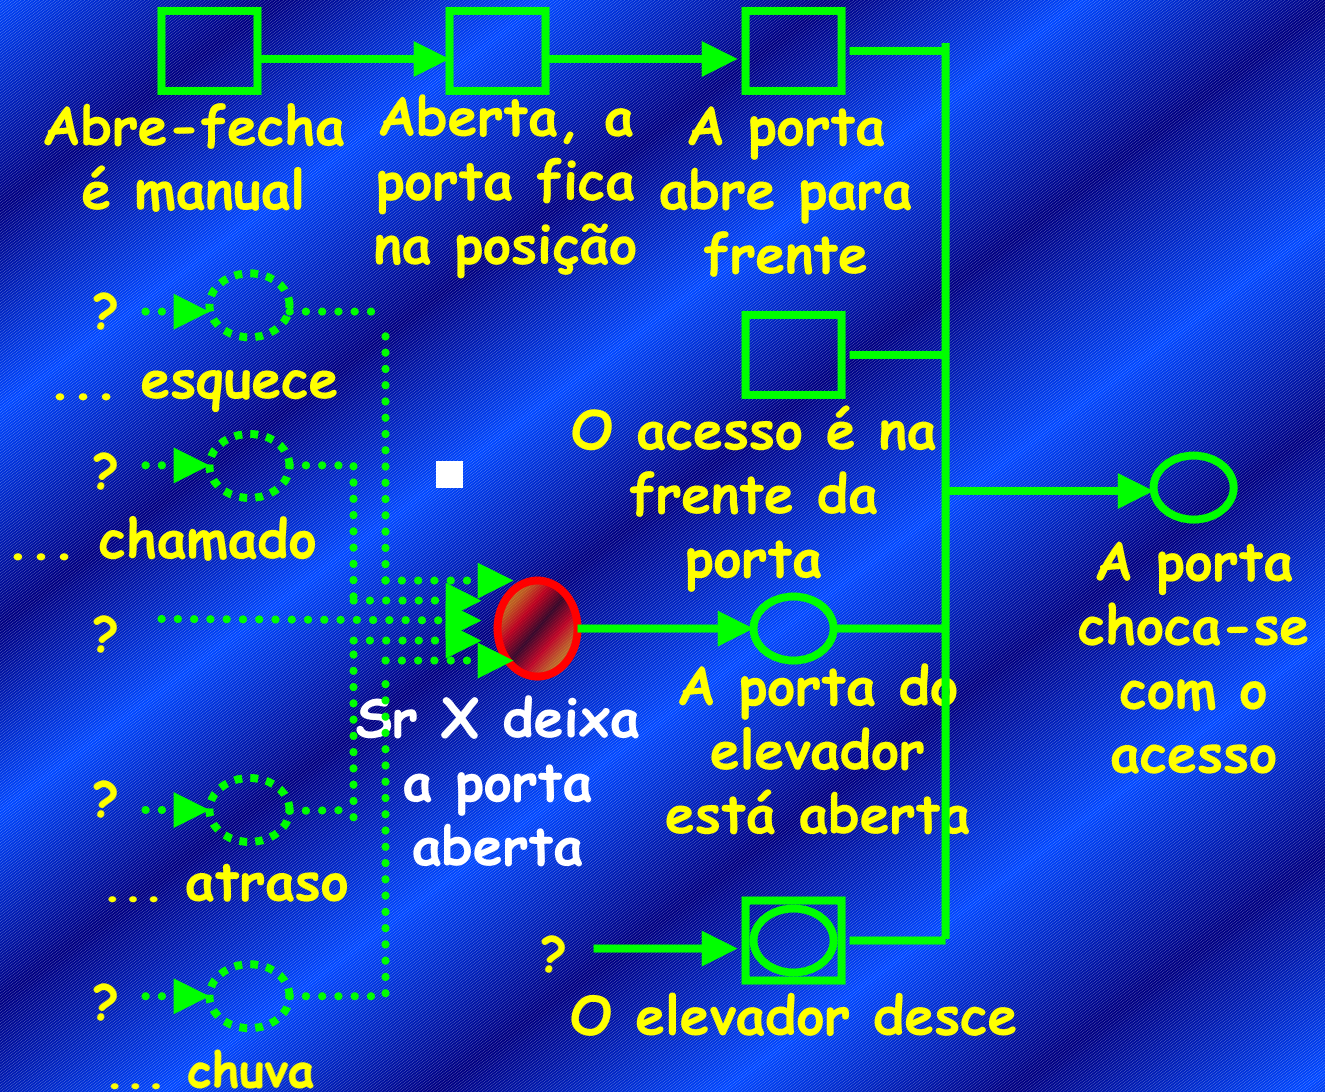 Abre-fecha
é manual
Aberta, a
porta fica
na posição
A porta
abre para
frente
?
... esquece
O acesso é na
frente da
porta
?
... chamado
A porta
choca-se
com o
acesso
?
Sr X deixa
a porta
aberta
A porta do
elevador
está aberta
?
... atraso
?
O elevador desce
?
... chuva